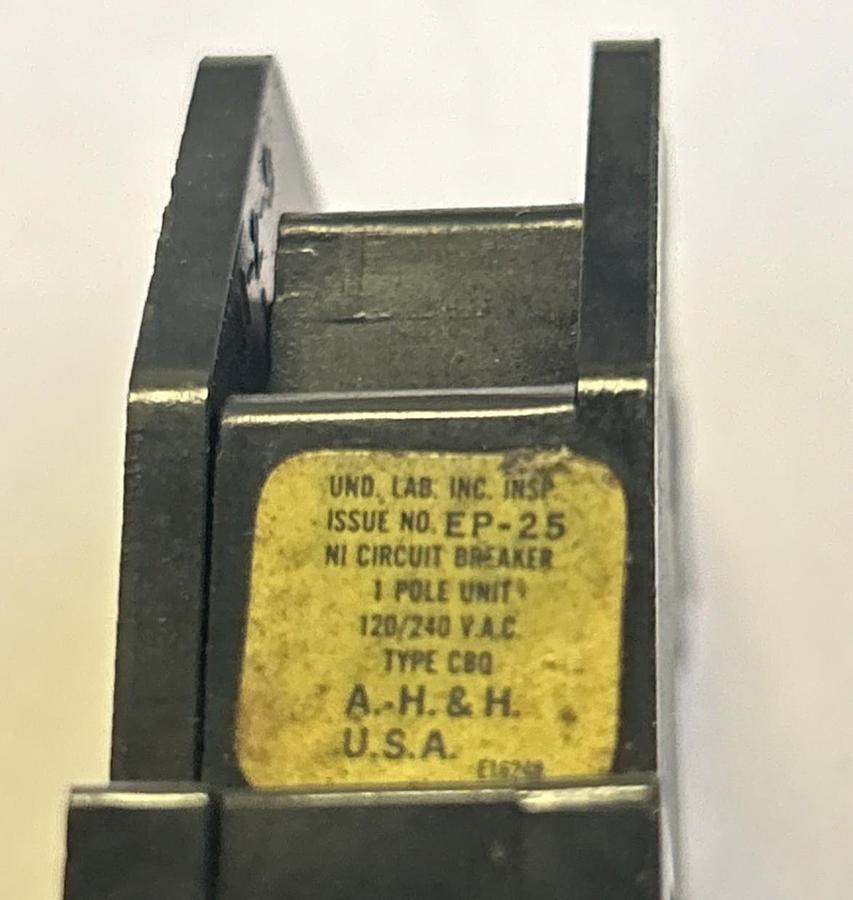 UND. LAB. INC. INSP.
ISSUE NO. EP-25
NI CIRCUIT BREAKER
1 POLE UNIT
120/240 V.A.C.
TYPE CBQ
A.-H. & H.
U.S.A.